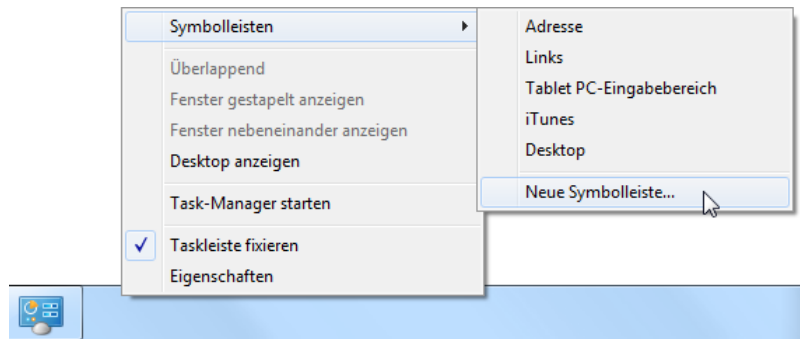 Symbolleisten
Überlappend
Fenster gestapelt anzeigen
Fenster nebeneinander anzeigen
Desktop anzeigen
Task-Manager starten
Taskleiste fixieren
Eigenschaften
Adresse
Links
Tablet PC-Eingabebereich
iTunes
Desktop
Neue Symbolleiste...